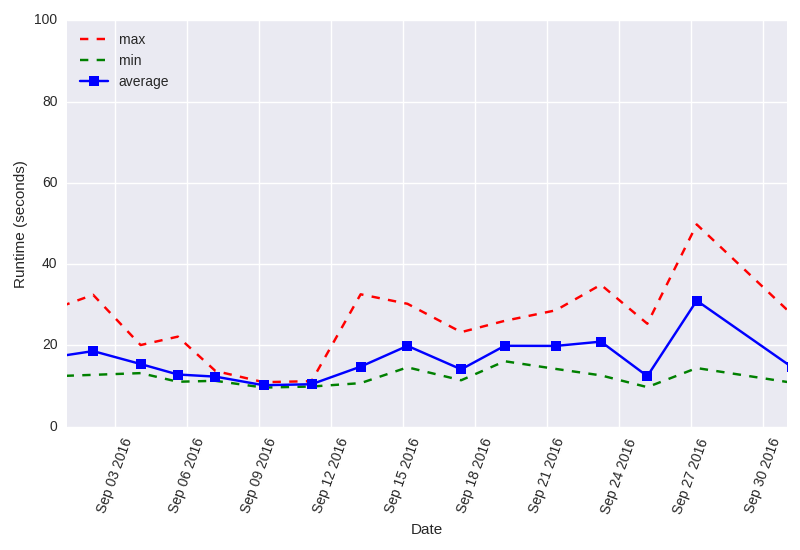 100
80
60
40
20
0
max
min
average
Runtime (seconds)
Sep 03 2016
Sep 06 2016
Sep 09 2016
Sep 12 2016
Sep 15 2016
Sep 18 2016
Sep 21 2016
Sep 24 2016
Sep 27 2016
Sep 30 2016
Date